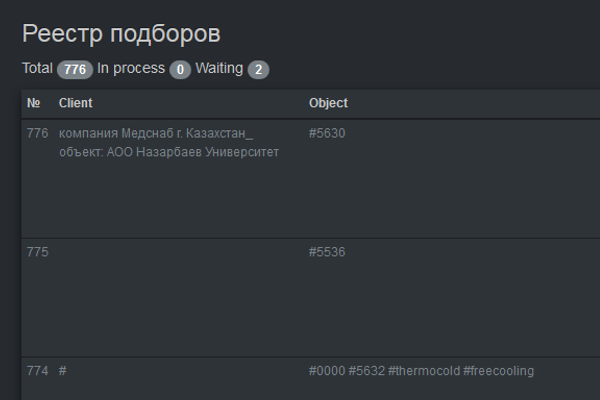 Реестр подборов
Total 776 In process 0 Waiting 2
№ Client Object
776 компания Медснаб г. Казахстан_ #5630
объект: АОО Назарбаев Университет
775 #5536
774 # #0000 #5632 #thermocold #freecooling